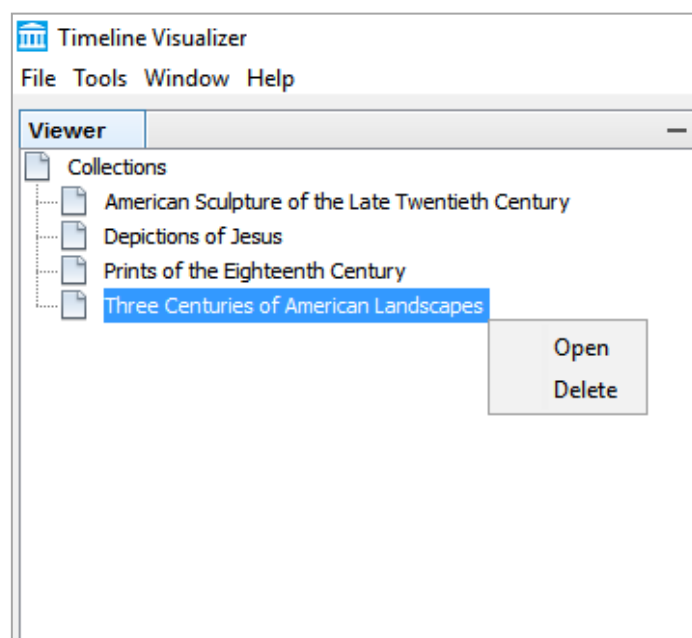 Timeline Visualizer
File Tools Window Help
Viewer
Collections
American Sculpture of the Late Twentieth Century
Depictions of Jesus
Prints of the Eighteenth Century
Three Centuries of American Landscapes
Open
Delete